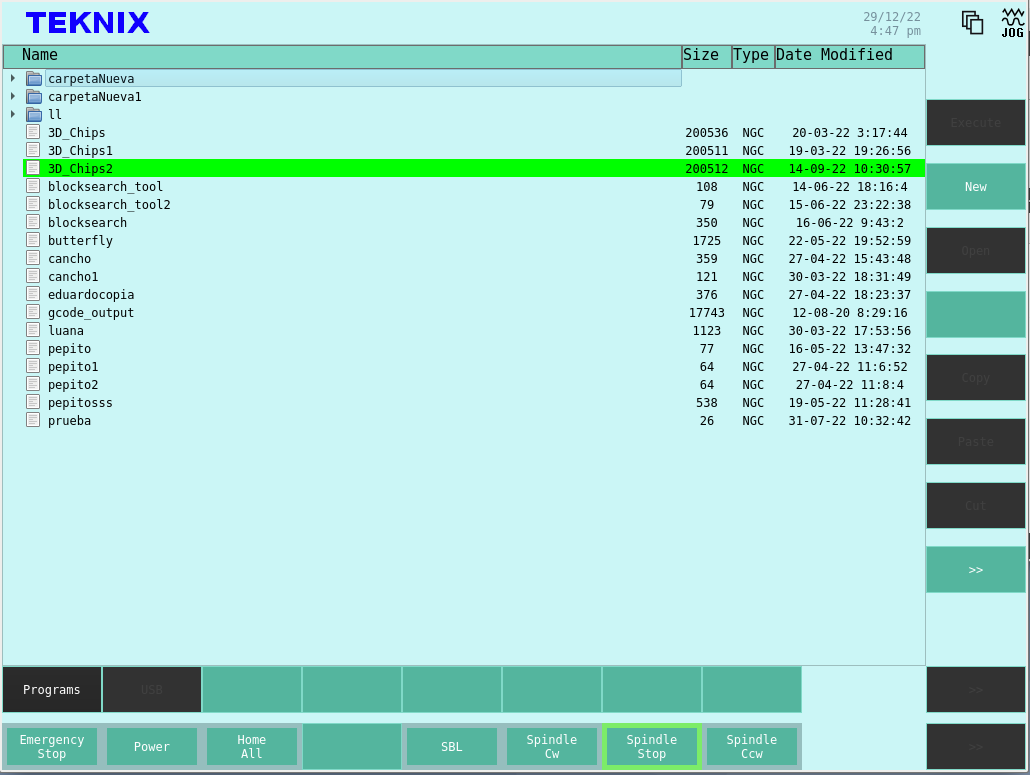 TEKNIX
29/12/22
4:47 pm
JOG
Name Size Type Date Modified
carpetaNueva
carpetaNueva1
ll
3D_Chips 200536 NGC 20-03-22 3:17:44
3D_Chips1 200511 NGC 19-03-22 19:26:56
3D_Chips2 200512 NGC 14-09-22 10:30:57
blocksearch_tool 108 NGC 14-06-22 18:16:4
blocksearch_tool2 79 NGC 15-06-22 23:22:38
blocksearch 350 NGC 16-06-22 9:43:2
butterfly 1725 NGC 22-05-22 19:52:59
cancho 359 NGC 27-04-22 15:43:48
cancho1 121 NGC 30-03-22 18:31:49
eduardocopia 376 NGC 27-04-22 18:23:37
gcode_output 17743 NGC 12-08-20 8:29:16
luana 1123 NGC 30-03-22 17:53:56
pepito 77 NGC 16-05-22 13:47:32
pepito1 64 NGC 27-04-22 11:6:52
pepito2 64 NGC 27-04-22 11:8:4
pepitosss 538 NGC 19-05-22 11:28:41
prueba 26 NGC 31-07-22 10:32:42
Execute
New
Open
Copy
Paste
Cut
>>
Programs USB >>
Emergency
Stop
Power
Home
All
SBL
Spindle
Cw
Spindle
Stop
Spindle
Ccw
>>